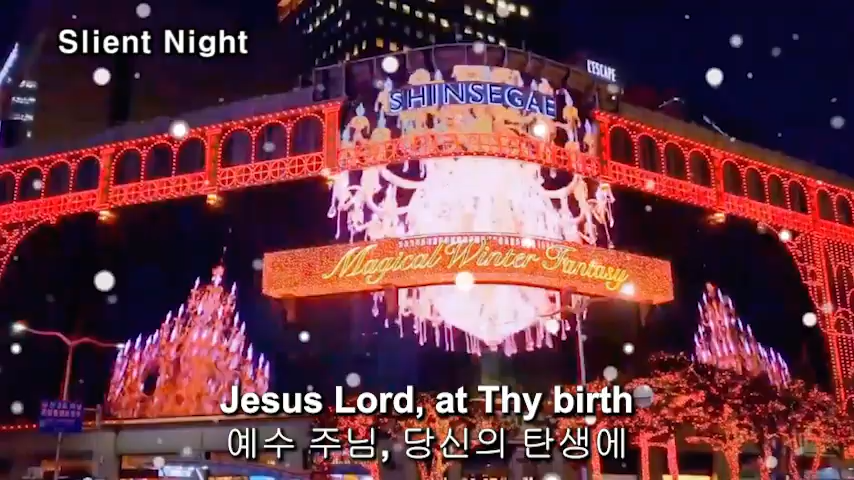 Slient Night
L'ESCAPE
SHINSEGAE
Magical Winter Fantasy
Jesus Lord, at Thy birth
예수 주님, 당신의 탄생에